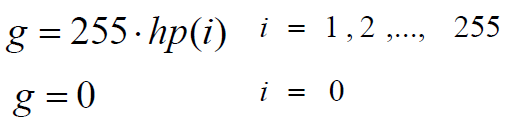 g = 255 · hp(i) i = 1 , 2 ,..., 255
g = 0 i = 0